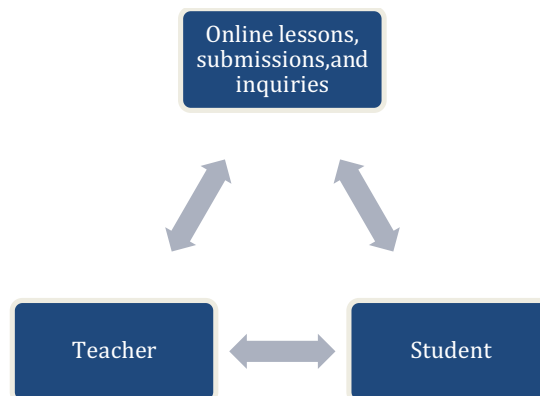 Online lessons,
submissions,and
inquiries
Teacher
Student